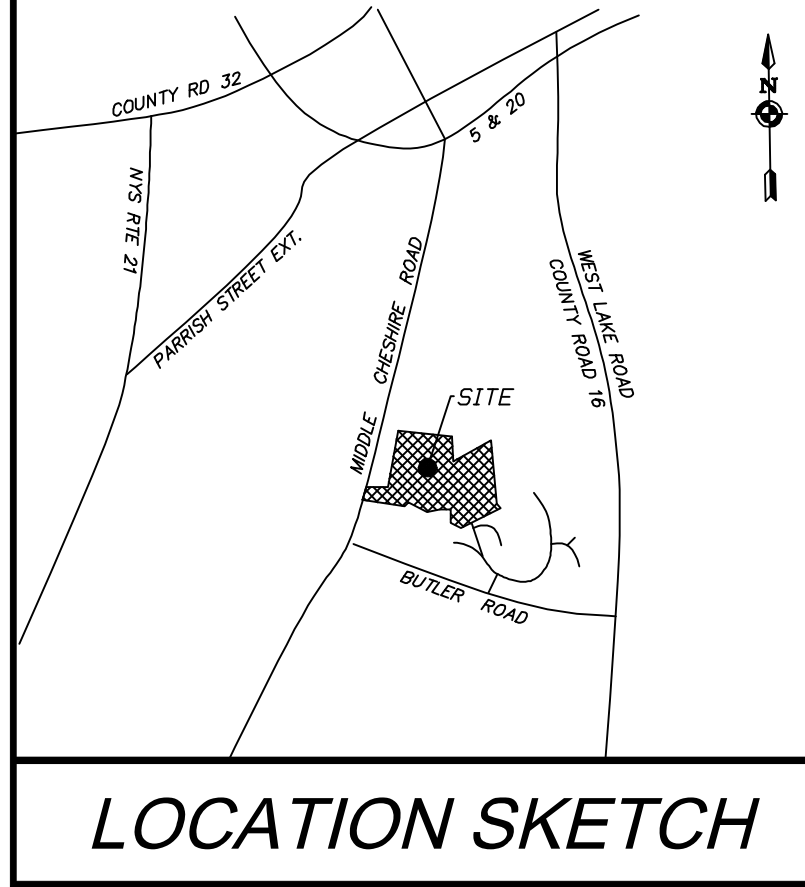 COUNTY RD 32
N
5 & 20
NYS RTE 21
PARRISH STREET EXT.
MIDDLE CHESHIRE ROAD
WEST LAKE ROAD
COUNTY ROAD 16
SITE
BUTLER ROAD
LOCATION SKETCH